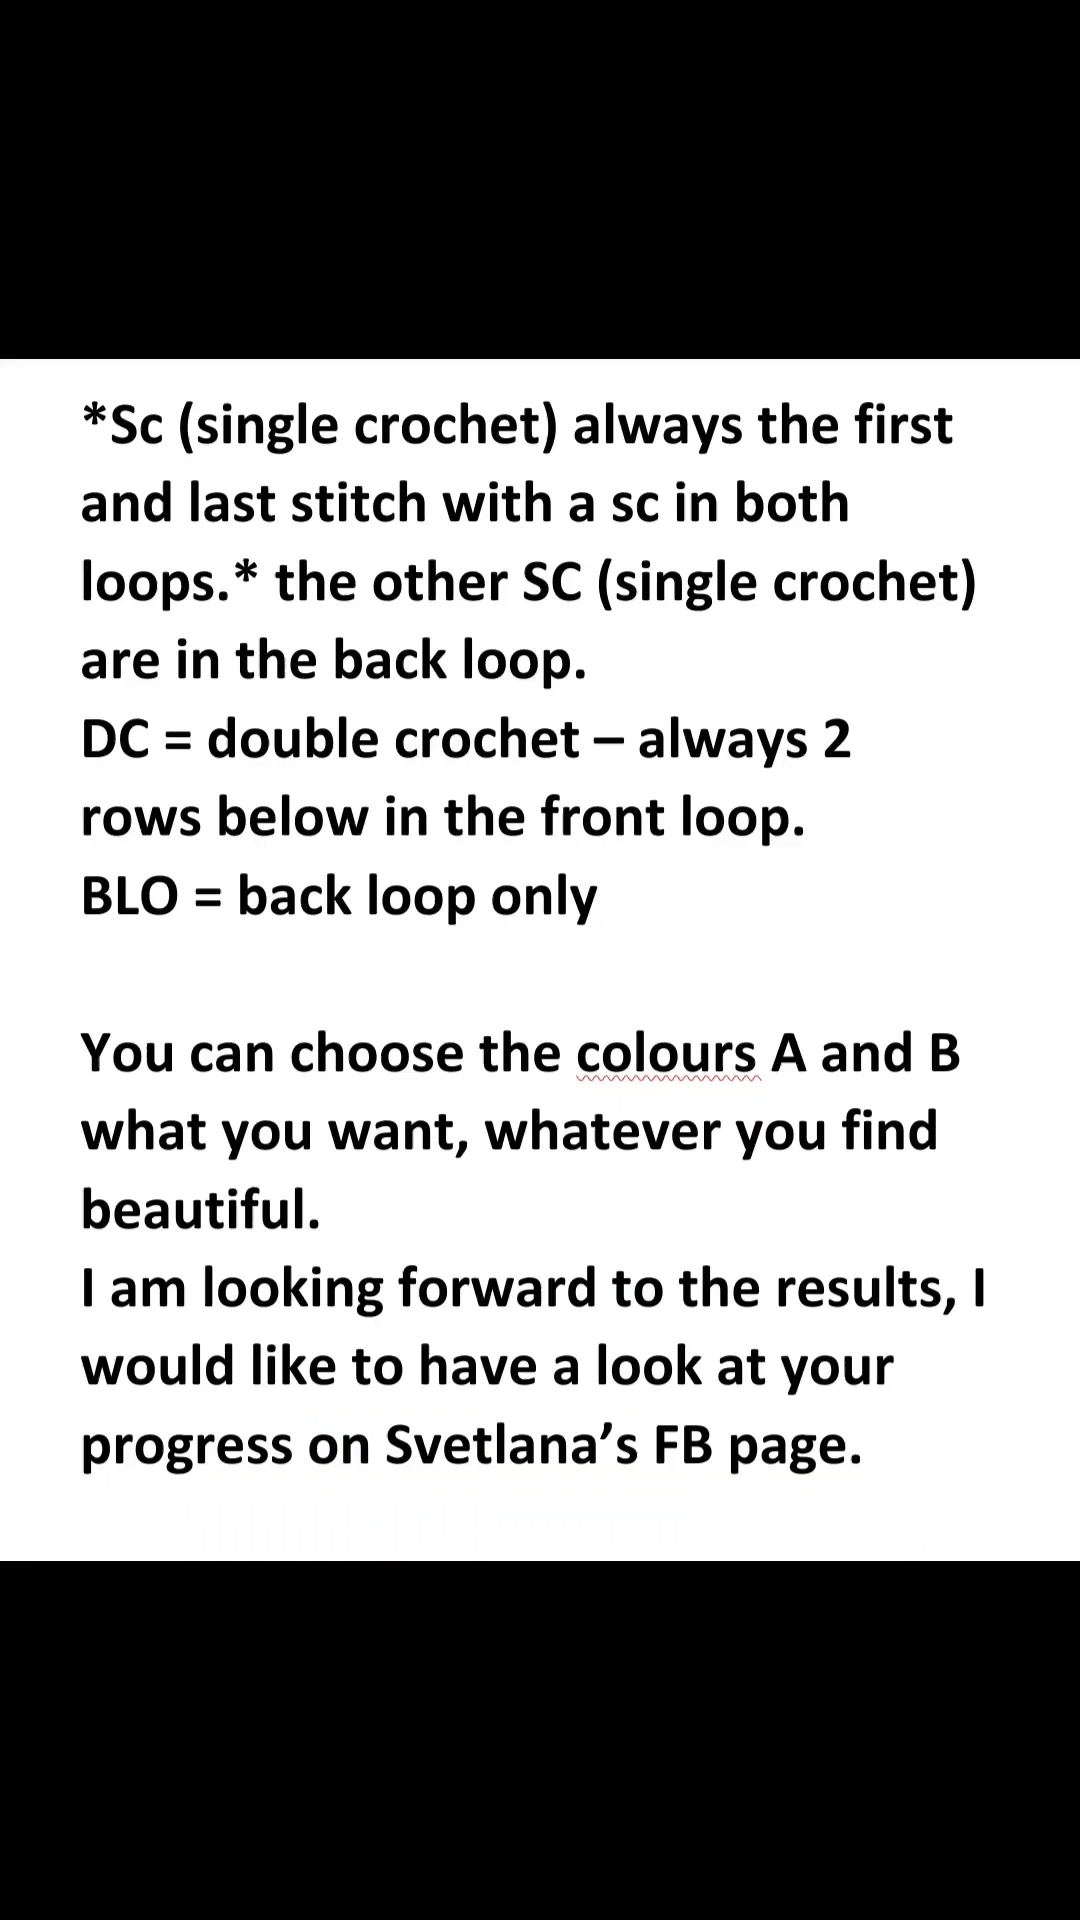 *Sc (single crochet) always the first
and last stitch with a sc in both
loops.* the other SC (single crochet)
are in the back loop.
DC = double crochet – always 2
rows below in the front loop.
BLO = back loop only
You can choose the colours A and B
what you want, whatever you find
beautiful.
I am looking forward to the results, I
would like to have a look at your
progress on Svetlana’s FB page.